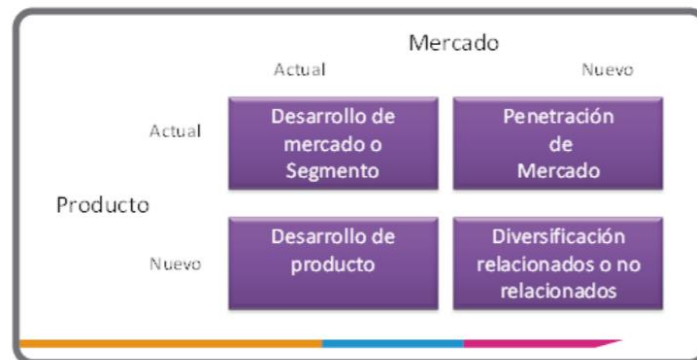 Mercado
Actual
Nuevo
Actual
Desarrollo de
mercado o
Segmento
Penetración
de
Mercado
Producto
Nuevo
Desarrollo de
producto
Diversificación
relacionados o no
relacionados